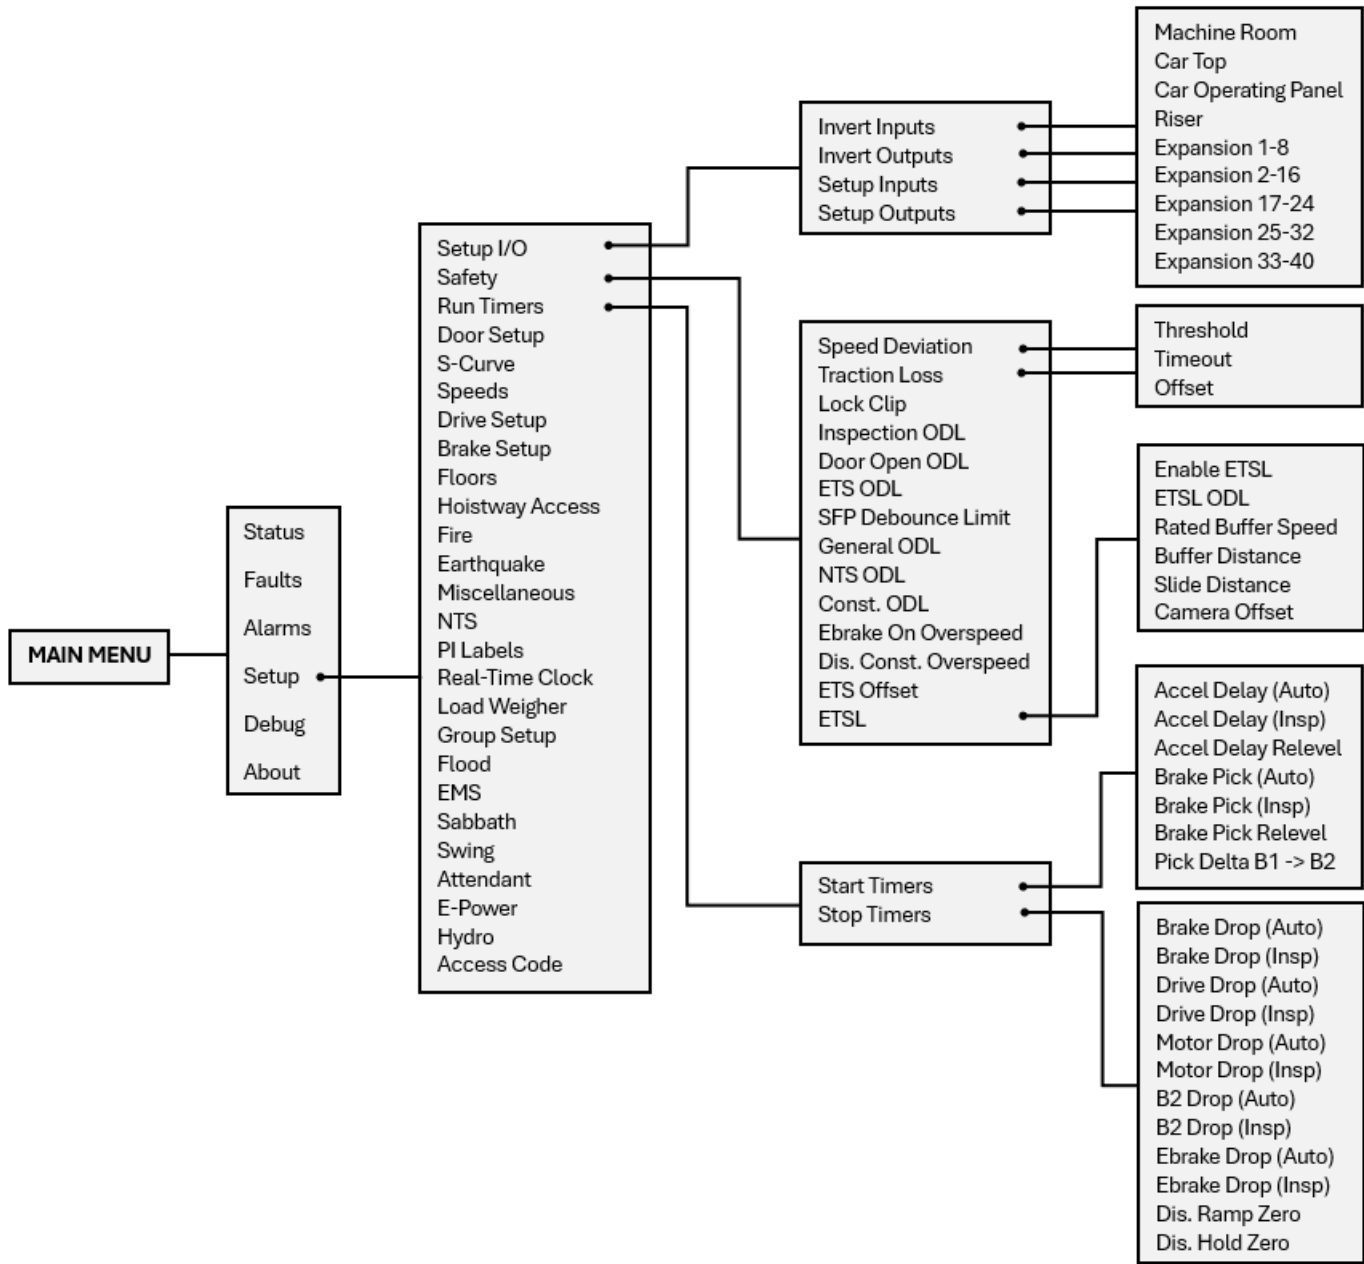 MAIN MENU
Status
Faults
Alarms
Setup
Debug
About
Setup I/O
Safety
Run Timers
Door Setup
S-Curve
Speeds
Drive Setup
Brake Setup
Floors
Hoistway Access
Fire
Earthquake
Miscellaneous
NTS
PI Labels
Real-Time Clock
Load Weigher
Group Setup
Flood
EMS
Sabbath
Swing
Attendant
E-Power
Hydro
Access Code
Invert Inputs
Invert Outputs
Setup Inputs
Setup Outputs
Machine Room
Car Top
Car Operating Panel
Riser
Expansion 1-8
Expansion 2-16
Expansion 17-24
Expansion 25-32
Expansion 33-40
Speed Deviation
Traction Loss
Lock Clip
Inspection ODL
Door Open ODL
ETS ODL
SFP Debounce Limit
General ODL
NTS ODL
Const. ODL
Ebrake On Overspeed
Dis. Const. Overspeed
ETS Offset
ETSL
Threshold
Timeout
Offset
Enable ETSL
ETSL ODL
Rated Buffer Speed
Buffer Distance
Slide Distance
Camera Offset
Start Timers
Stop Timers
Accel Delay (Auto)
Accel Delay (Insp)
Accel Delay Relevel
Brake Pick (Auto)
Brake Pick (Insp)
Brake Pick Relevel
Pick Delta B1 -> B2
Brake Drop (Auto)
Brake Drop (Insp)
Drive Drop (Auto)
Drive Drop (Insp)
Motor Drop (Auto)
Motor Drop (Insp)
B2 Drop (Auto)
B2 Drop (Insp)
Ebrake Drop (Auto)
Ebrake Drop (Insp)
Dis. Ramp Zero
Dis. Hold Zero